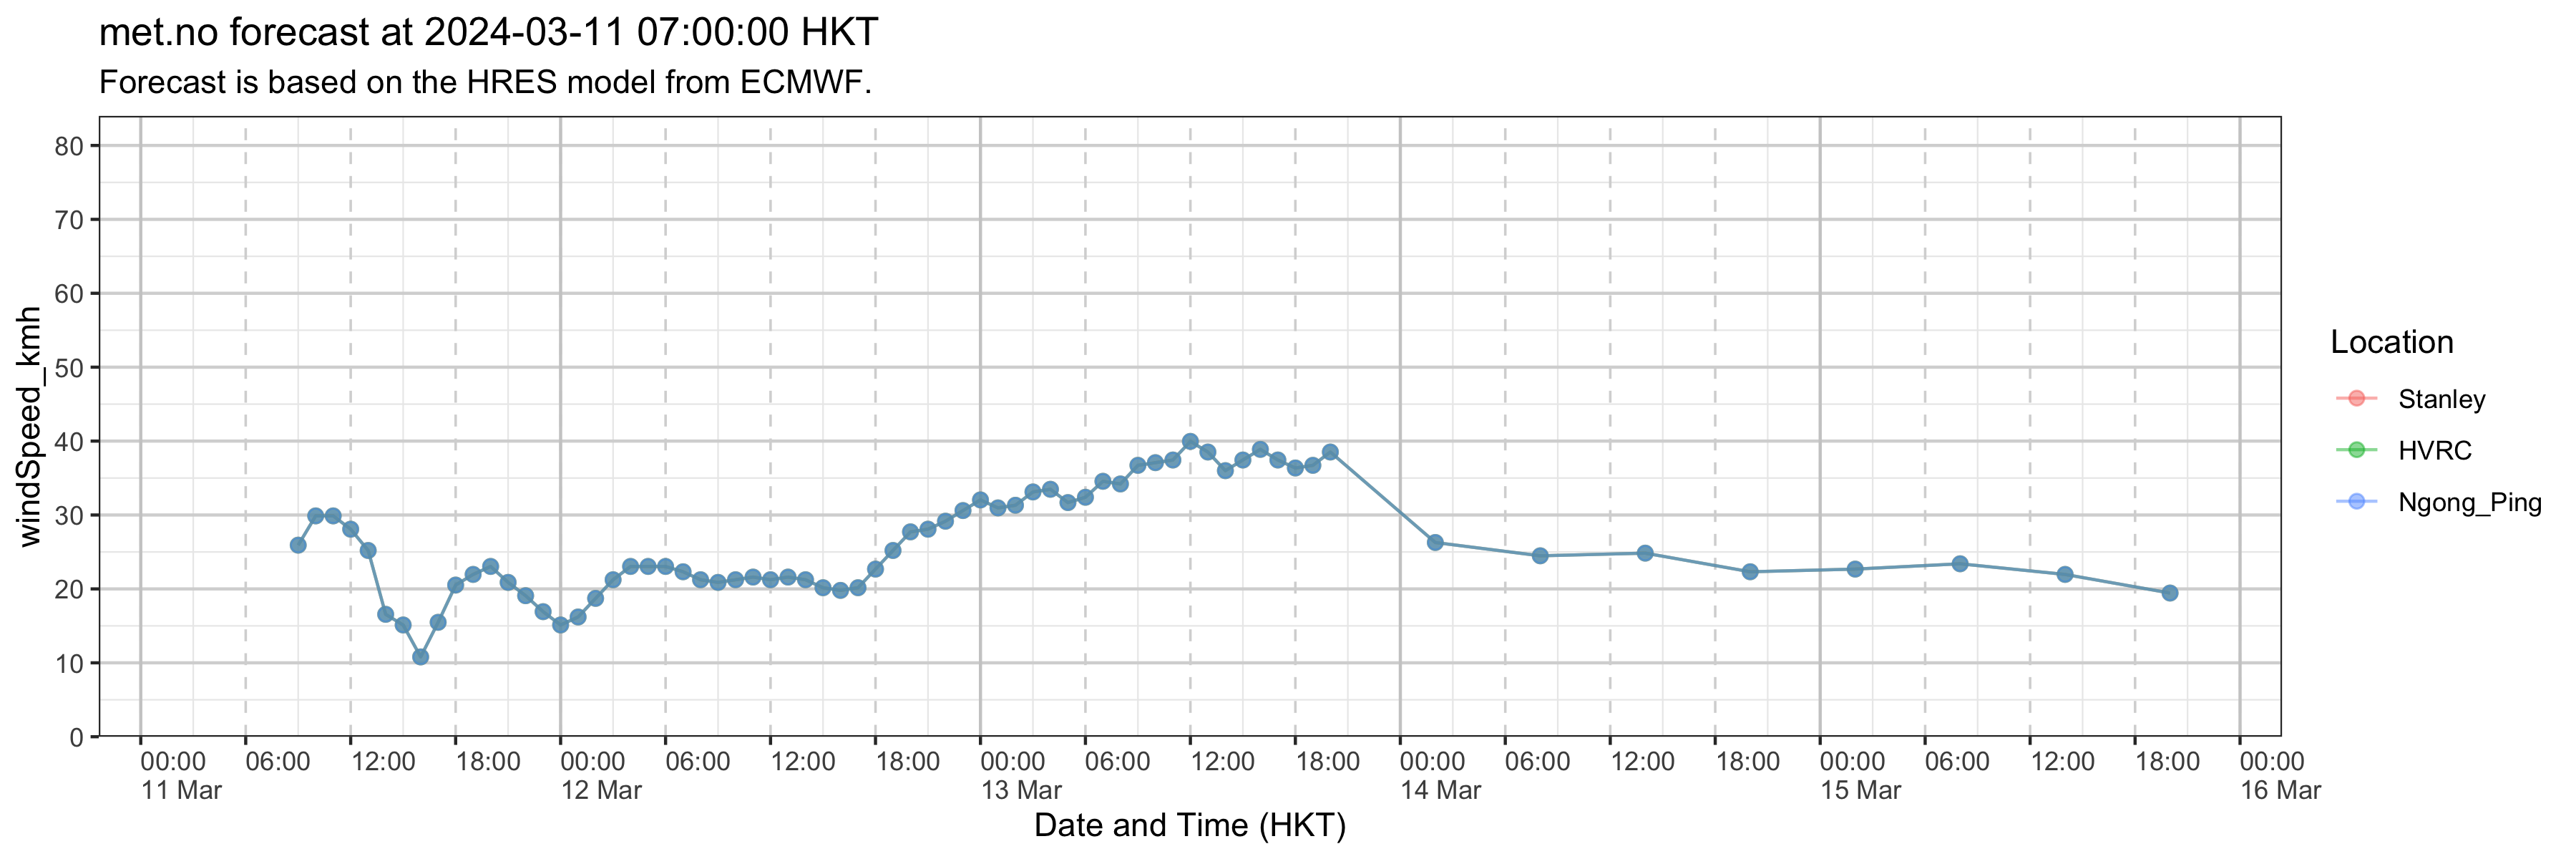 met.no forecast at 2024-03-11 07:00:00 HKT
Forecast is based on the HRES model from ECMWF.
windSpeed_kmh
80
70
60
50
40
30
20
10
0
00:00 06:00 12:00 18:00 00:00 06:00 12:00 18:00 00:00 06:00 12:00 18:00 00:00 06:00 12:00 18:00 00:00 06:00 12:00 18:00 00:00
11 Mar 12 Mar 13 Mar 14 Mar 15 Mar 16 Mar
Date and Time (HKT)
Location
Stanley
HVRC
Ngong_Ping